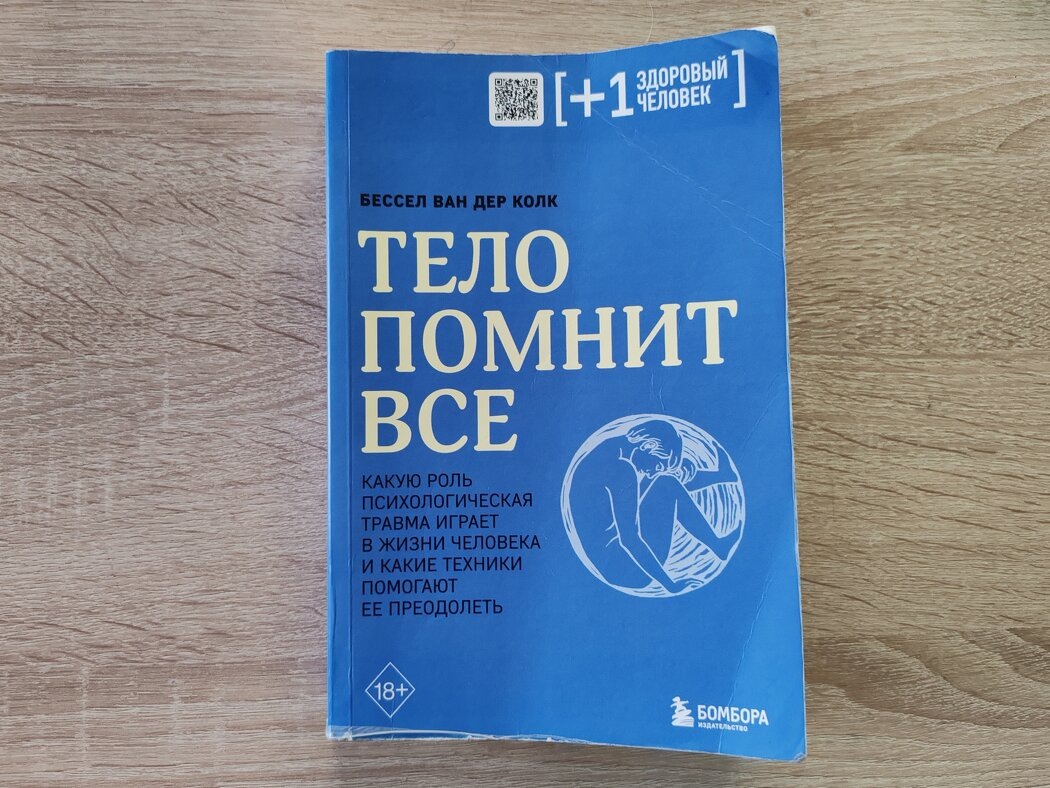 [+1 ЗДОРОВЫЙ
ЧЕЛОВЕК]
БЕССЕЛ ВАН ДЕР КОЛК
ТЕЛО
ПОМНИТ
ВСЕ
КАКУЮ РОЛЬ
ПСИХОЛОГИЧЕСКАЯ
ТРАВМА ИГРАЕТ
В ЖИЗНИ ЧЕЛОВЕКА
И КАКИЕ ТЕХНИКИ
ПОМОГАЮТ
ЕЕ ПРЕОДОЛЕТЬ
18+
БОМБОРА
ИЗДАТЕЛЬСТВО